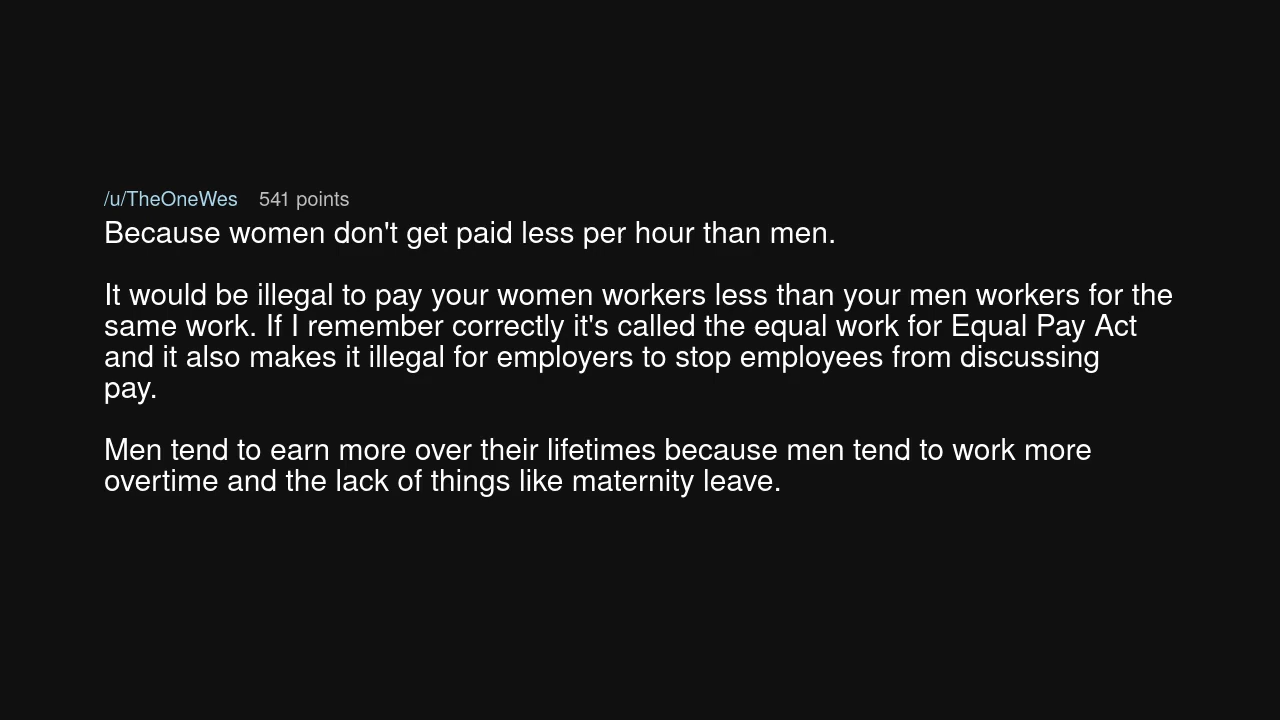 /u/TheOneWes 541 points
Because women don't get paid less per hour than men.
It would be illegal to pay your women workers less than your men workers for the
same work. If I remember correctly it's called the equal work for Equal Pay Act
and it also makes it illegal for employers to stop employees from discussing
pay.
Men tend to earn more over their lifetimes because men tend to work more
overtime and the lack of things like maternity leave.